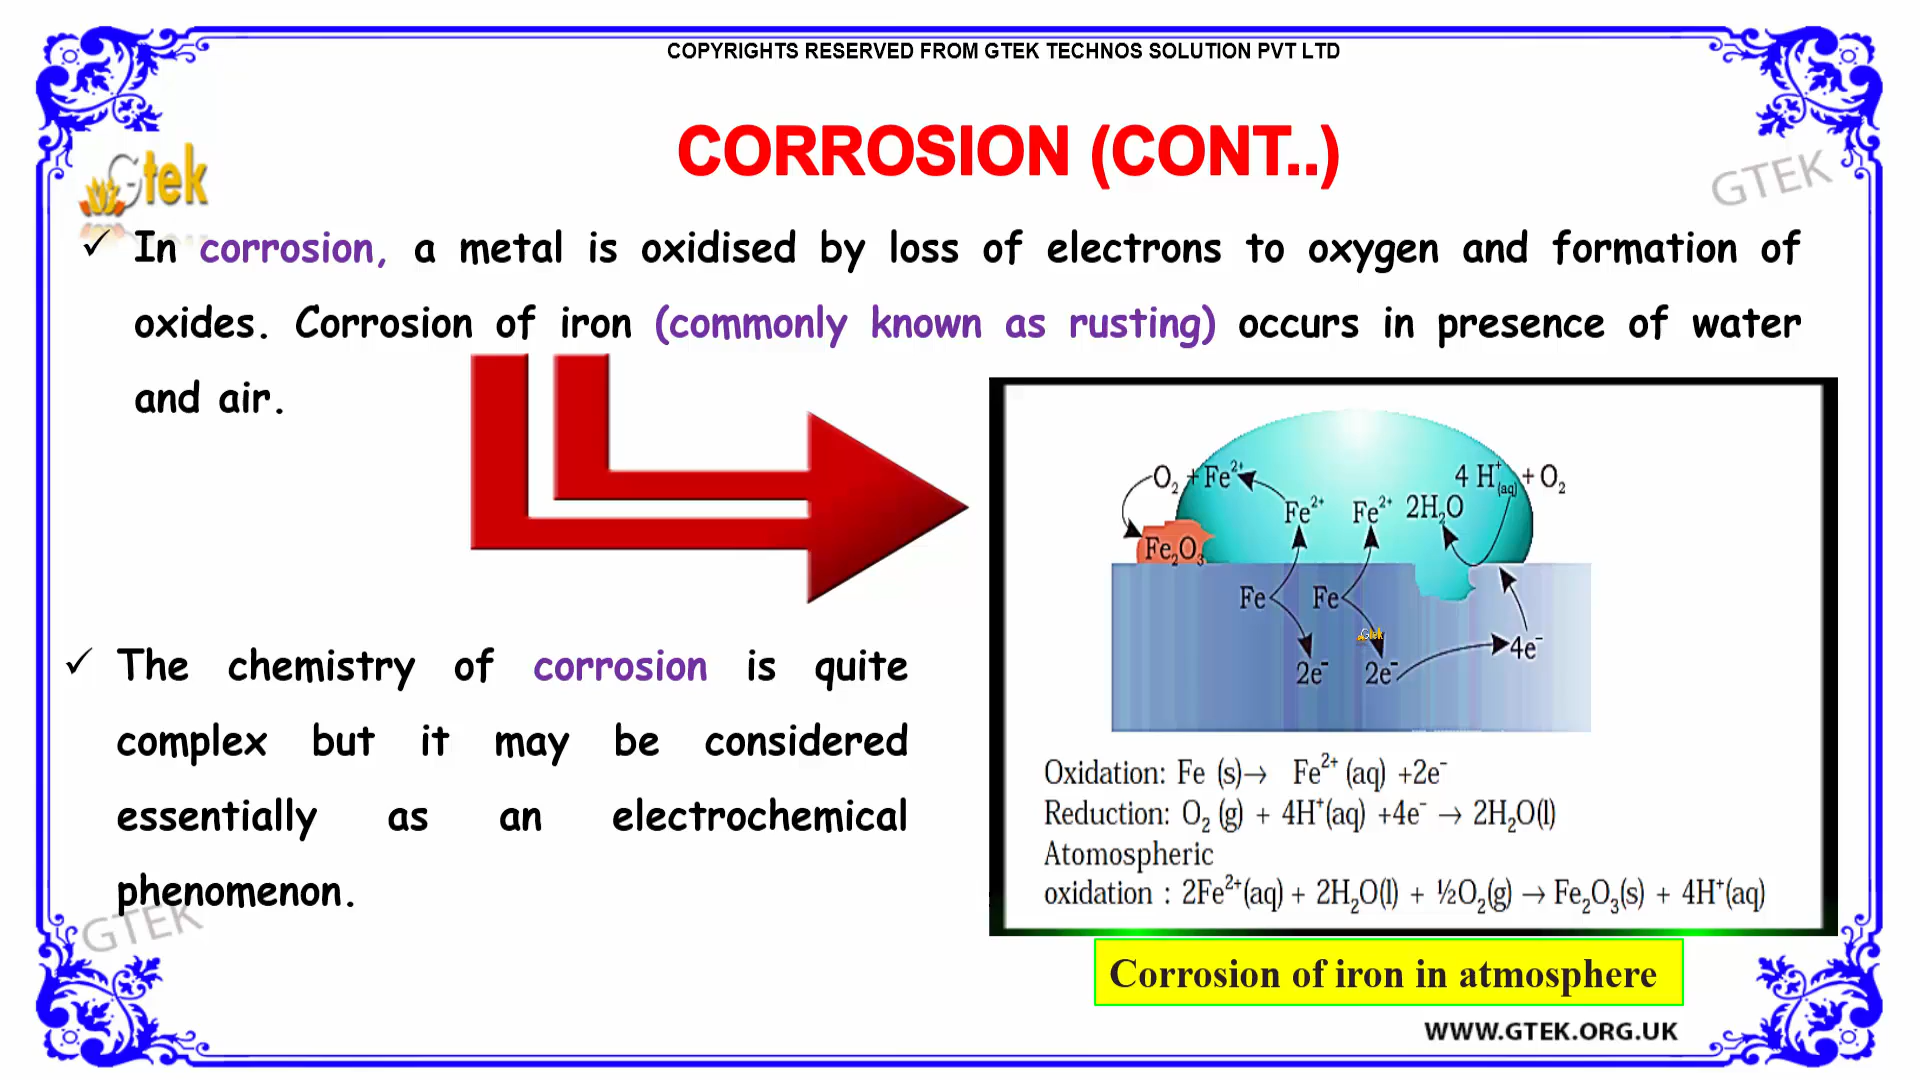 COPYRIGHTS RESERVED FROM GTEK TECHNOS SOLUTION PVT LTD
CORROSION (CONT..)
Gtek
GTEK
✓ In corrosion, a metal is oxidised by loss of electrons to oxygen and formation of
oxides. Corrosion of iron (commonly known as rusting) occurs in presence of water
and air.
O₂ + Fe²⁺
4 H⁺(aq) + O₂
Fe²⁺ Fe²⁺ 2H₂O
Fe₂O₃
Fe Fe
Gtek
2e⁻ 2e⁻ 4e⁻
✓ The chemistry of corrosion is quite
complex but it may be considered
essentially as an electrochemical
phenomenon.
GTEK
Oxidation: Fe (s)→ Fe²⁺ (aq) +2e⁻
Reduction: O₂ (g) + 4H⁺(aq) +4e⁻ → 2H₂O(l)
Atomospheric
oxidation : 2Fe²⁺(aq) + 2H₂O(l) + ½O₂(g) → Fe₂O₃(s) + 4H⁺(aq)
Corrosion of iron in atmosphere
WWW.GTEK.ORG.UK